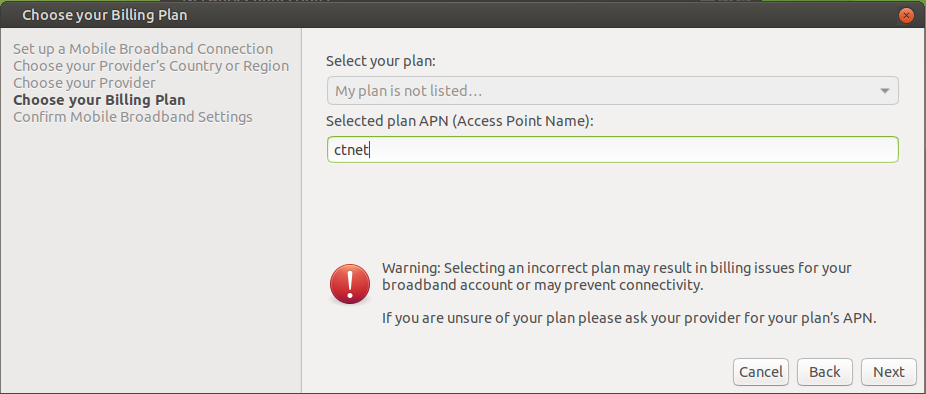 Choose your Billing Plan
Set up a Mobile Broadband Connection
Choose your Provider’s Country or Region
Choose your Provider
Choose your Billing Plan
Confirm Mobile Broadband Settings
Select your plan:
My plan is not listed…
Selected plan APN (Access Point Name):
ctnet
Warning: Selecting an incorrect plan may result in billing issues for your
broadband account or may prevent connectivity.
If you are unsure of your plan please ask your provider for your plan’s APN.
Cancel
Back
Next